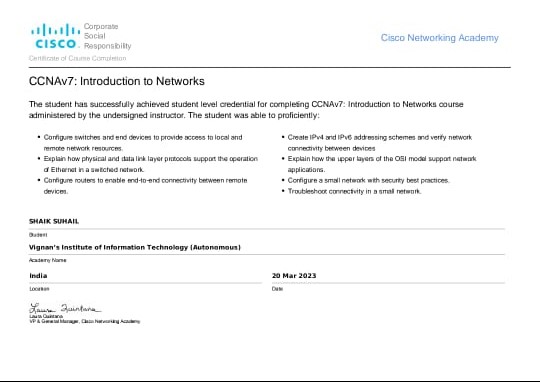 Corporate
Social
Responsibility
CISCO.
Cisco Networking Academy
Certificate of Course Completion
CCNAv7: Introduction to Networks
The student has successfully achieved student level credential for completing CCNAv7: Introduction to Networks course
administered by the undersigned instructor. The student was able to proficiently:
• Configure switches and end devices to provide access to local and
remote network resources.
• Explain how physical and data link layer protocols support the operation
of Ethernet in a switched network.
• Configure routers to enable end-to-end connectivity between remote
devices.
• Create IPv4 and IPv6 addressing schemes and verify network
connectivity between devices
• Explain how the upper layers of the OSI model support network
applications.
• Configure a small network with security best practices.
• Troubleshoot connectivity in a small network.
SHAIK SUHAIL
Student
Vignan's Institute of Information Technology (Autonomous)
Academy Name
India
Location
20 Mar 2023
Date
Laura Quintana
Laura Quintana
VP & General Manager, Cisco Networking Academy